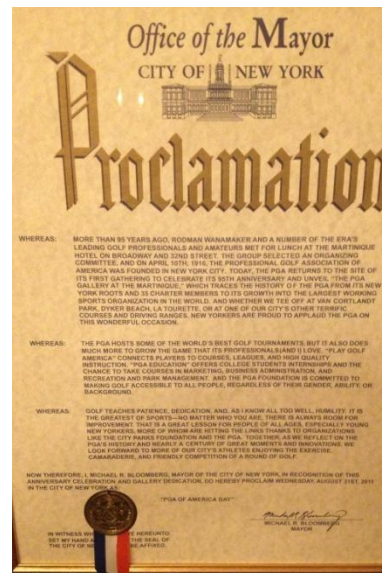 Office of the Mayor
CITY OF NEW YORK
Proclamation
WHEREAS: MORE THAN 95 YEARS AGO, RODMAN WANAMAKER AND A NUMBER OF THE ERA'S
LEADING GOLF PROFESSIONALS AND AMATEURS MET FOR LUNCH AT THE MARTINIQUE
HOTEL ON BROADWAY AND 32ND STREET. THE GROUP SELECTED AN ORGANIZING
COMMITTEE, AND ON APRIL 10TH, 1916, THE PROFESSIONAL GOLF ASSOCIATION OF
AMERICA WAS FOUNDED IN NEW YORK CITY. TODAY, THE PGA RETURNS TO THE SITE OF
ITS FIRST GATHERING TO CELEBRATE ITS 95TH ANNIVERSARY AND UNVEIL "THE PGA
GALLERY AT THE MARTINIQUE," WHICH TRACES THE HISTORY OF THE PGA FROM ITS NEW
YORK ROOTS AND 35 CHARTER MEMBERS TO ITS GROWTH INTO THE LARGEST WORKING
SPORTS ORGANIZATION IN THE WORLD. AND WHETHER WE TEE OFF AT VAN CORTLANDT
PARK, DYKER BEACH, LA TOURETTE, OR AT ONE OF OUR CITY'S OTHER TERRIFIC
COURSES AND DRIVING RANGES, NEW YORKERS ARE PROUD TO APPLAUD THE PGA ON
THIS WONDERFUL OCCASION.
WHEREAS: THE PGA HOSTS SOME OF THE WORLD'S BEST GOLF TOURNAMENTS, BUT IT ALSO DOES
MUCH MORE TO GROW THE GAME THAT ITS PROFESSIONALS (AND I) LOVE. "PLAY GOLF
AMERICA" CONNECTS PLAYERS TO COURSES, LEAGUES, AND HIGH QUALITY
INSTRUCTION. "PGA EDUCATION" OFFERS COLLEGE STUDENTS INTERNSHIPS AND THE
CHANCE TO TAKE COURSES IN MARKETING, BUSINESS ADMINISTRATION, AND
RECREATION AND PARK MANAGEMENT. AND THE PGA FOUNDATION IS COMMITTED TO
MAKING GOLF ACCESSIBLE TO ALL PEOPLE, REGARDLESS OF THEIR GENDER, ABILITY, OR
BACKGROUND.
WHEREAS: GOLF TEACHES PATIENCE, DEDICATION, AND, AS I KNOW ALL TOO WELL, HUMILITY. IT IS
THE GREATEST OF SPORTS—NO MATTER WHO YOU ARE, THERE IS ALWAYS ROOM FOR
IMPROVEMENT. THAT IS A GREAT LESSON FOR PEOPLE OF ALL AGES, ESPECIALLY YOUNG
NEW YORKERS, MORE OF WHOM ARE HITTING THE LINKS THANKS TO ORGANIZATIONS
LIKE THE CITY PARKS FOUNDATION AND THE PGA. TOGETHER, AS WE REFLECT ON THE
PGA'S HISTORY AND NEARLY A CENTURY OF GREAT MOMENTS AND INNOVATIONS, WE
LOOK FORWARD TO MORE OF OUR CITY'S ATHLETES ENJOYING THE EXERCISE,
CAMARADERIE, AND FRIENDLY COMPETITION OF A ROUND OF GOLF.
NOW THEREFORE, I, MICHAEL R. BLOOMBERG, MAYOR OF THE CITY OF NEW YORK, IN RECOGNITION OF THIS
ANNIVERSARY CELEBRATION AND GALLERY DEDICATION, DO HEREBY PROCLAIM WEDNESDAY, AUGUST 31ST, 2011
IN THE CITY OF NEW YORK AS:
"PGA OF AMERICA DAY"
IN WITNESS WHEREOF HAVE HEREUNTO
SET MY HAND THE SEAL OF
THE CITY OF BE AFFIXED.
MICHAEL R. BLOOMBERG
MAYOR